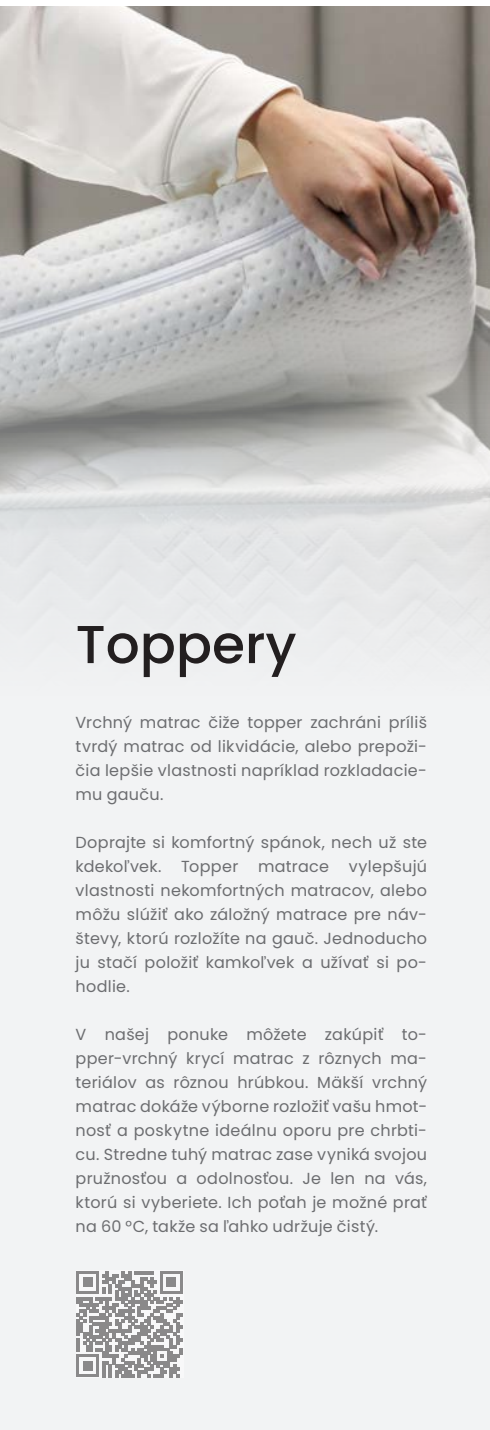 Toppery
Vrchný matrac čiže topper zachráni príliš
tvrdý matrac od likvidácie, alebo prepoži-
čia lepšie vlastnosti napríklad rozkladacie-
mu gauču.
Doprajte si komfortný spánok, nech už ste
kdekoľvek. Topper matrace vylepšujú
vlastnosti nekomfortných matracov, alebo
môžu slúžiť ako záložný matrace pre náv-
števy, ktorú rozložíte na gauč. Jednoducho
ju stačí položiť kamkoľvek a užívať si po-
hodlie.
V našej ponuke môžete zakúpiť to-
pper-vrchný krycí matrac z rôznych ma-
teriálov as rôznou hrúbkou. Mäkší vrchný
matrac dokáže výborne rozložiť vašu hmot-
nosť a poskytne ideálnu oporu pre chrbti-
cu. Stredne tuhý matrac zase vyniká svojou
pružnosťou a odolnosťou. Je len na vás,
ktorú si vyberiete. Ich poťah je možné prať
na 60 °C, takže sa ľahko udržuje čistý.